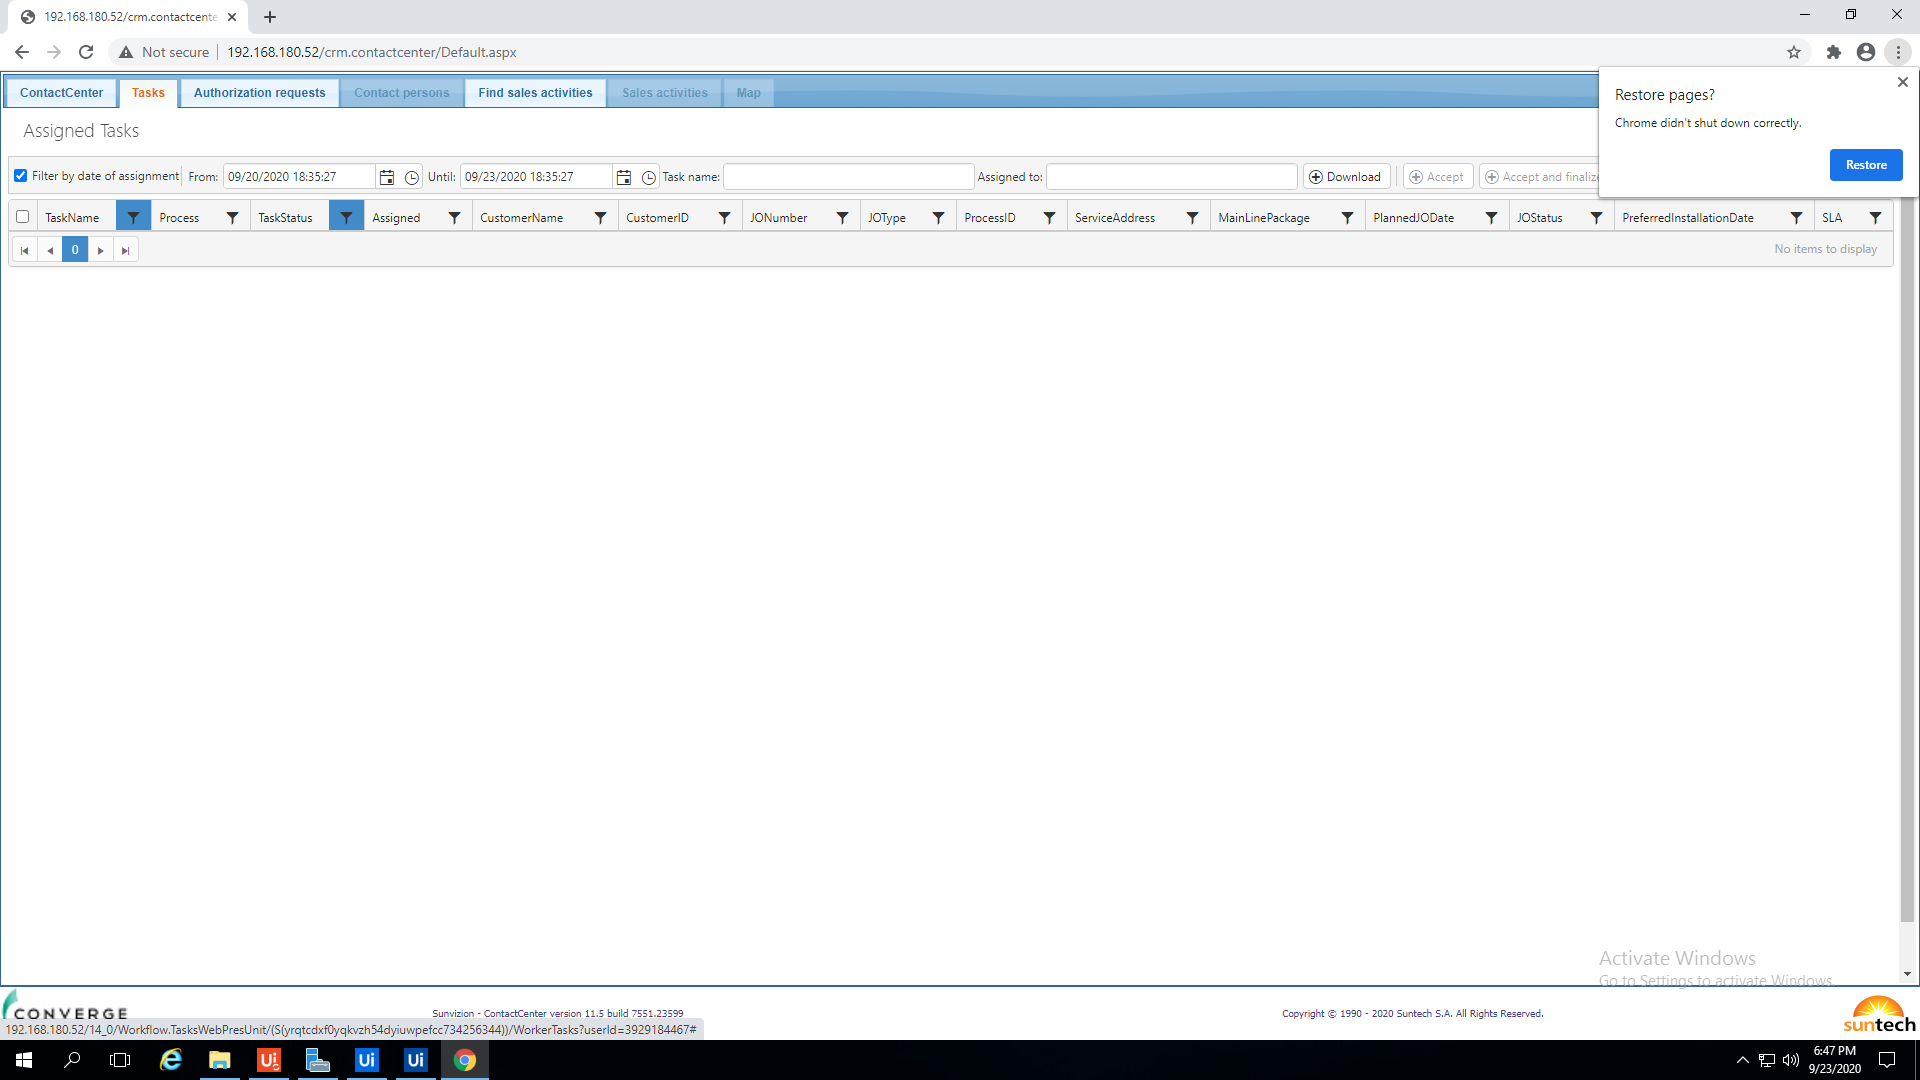 192.168.180.52/crm.contactcente
Not secure
192.168.180.52/crm.contactcenter/Default.aspx
ContactCenter
Tasks
Authorization requests
Contact persons
Find sales activities
Sales activities
Map
Restore pages?
Chrome didn't shut down correctly.
Restore
Assigned Tasks
Filter by date of assignment
From:
09/20/2020 18:35:27
Until:
09/23/2020 18:35:27
Task name:
Assigned to:
Download
Accept
Accept and finalize
TaskName
Process
TaskStatus
Assigned
CustomerName
CustomerID
JONumber
JOType
ProcessID
ServiceAddress
MainLinePackage
PlannedJODate
JOStatus
PreferredInstallationDate
SLA
0
No items to display
Activate Windows
Go to Settings to activate Windows.
CONVERGE
Sunvizion - ContactCenter version 11.5 build 7551.23599
Copyright © 1990 - 2020 Suntech S.A. All Rights Reserved.
suntech
192.168.180.52/14_0/Workflow.TasksWebPresUnit/(S(yrqtcdxf0yqkvzh54dyiuwpefcc734256344))/WorkerTasks?userId=3929184467#
Ui
Ui
Ui
6:47 PM
9/23/2020